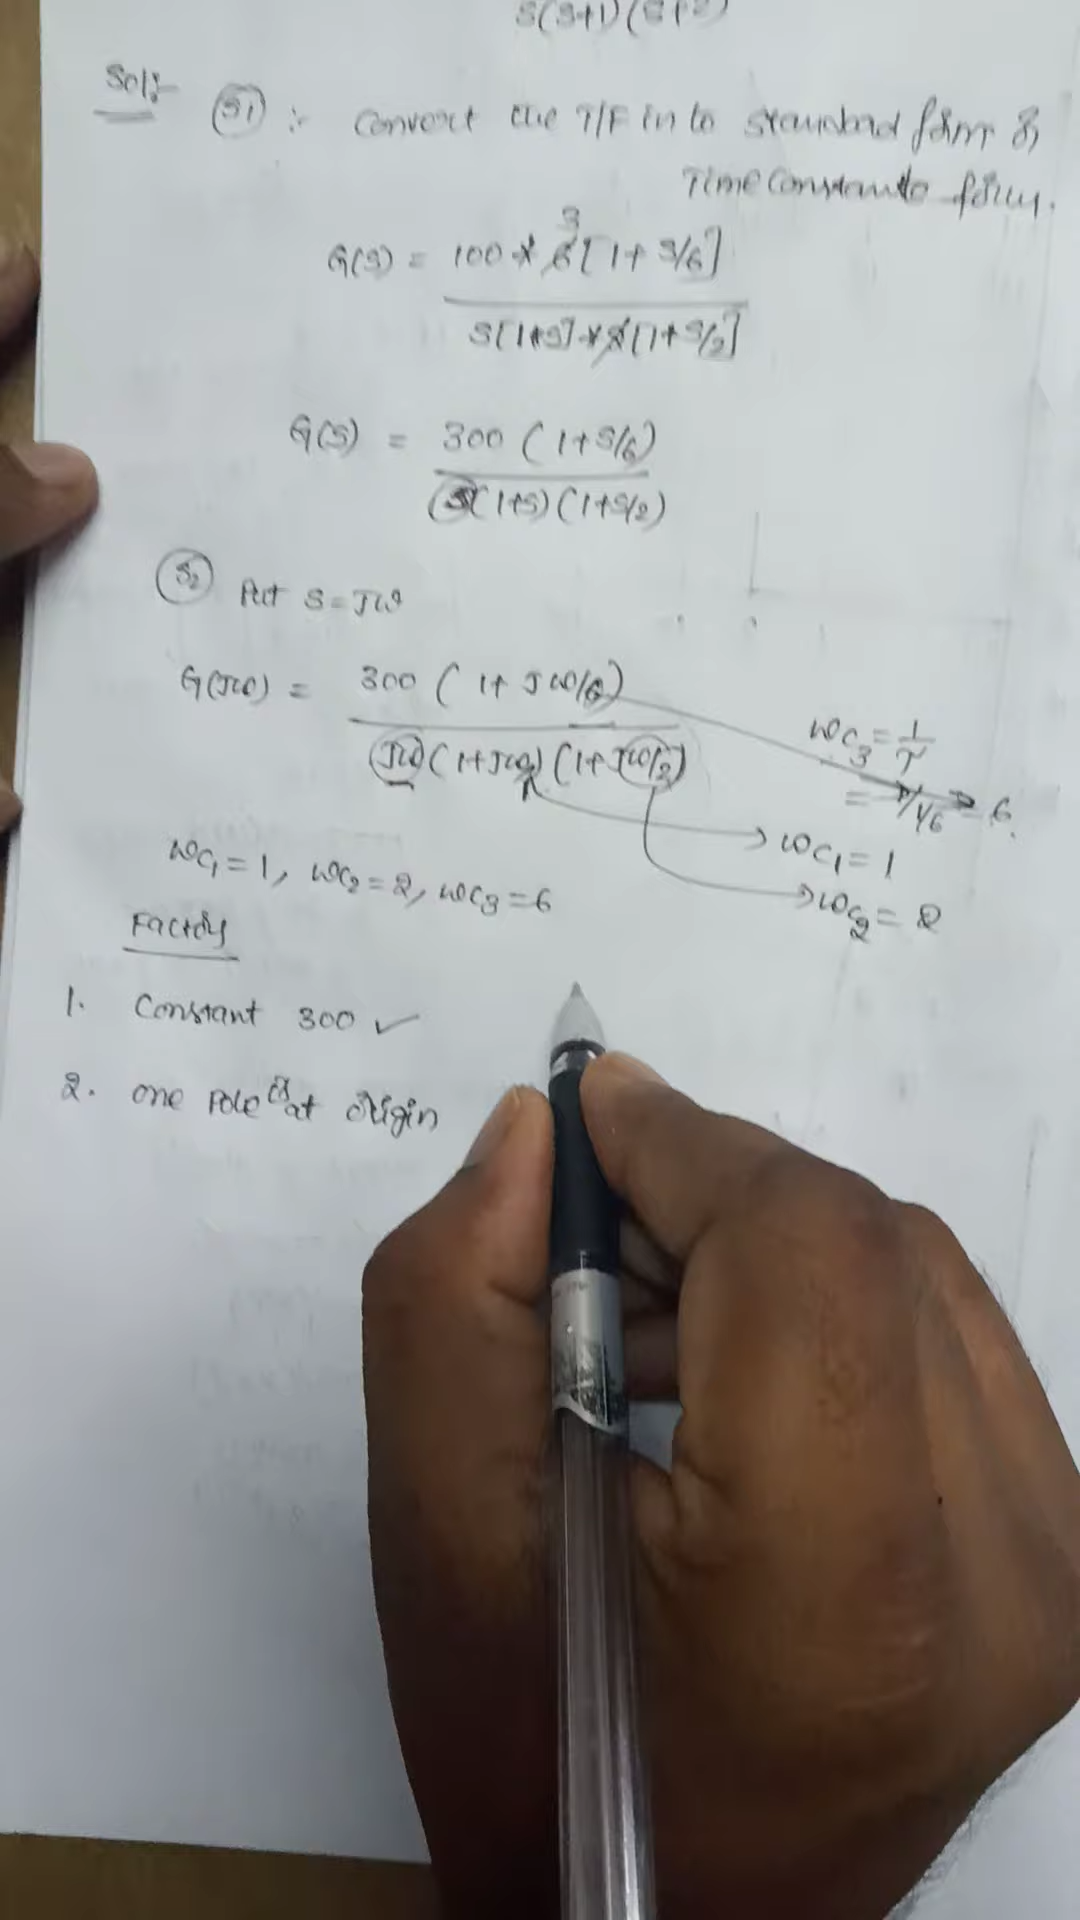 S(S+1)(S+2)
Sol:-
(S1) :- Convert the T/F in to standard form &
Time Constants form.
G(S) = 100 * 6 3 [1+ S/6]
S[1+S] * 2 [1+S/2]
G(S) = 300 (1+S/6)
S(1+S)(1+S/2)
(S2) Put S=Jω
G(Jω) = 300 (1+Jω/6)
(Jω)(1+Jω)(1+Jω/2)
ωC3 = 1/T
= 1/1/6 = 6.
ωC1 = 1
ωC2 = 2
ωC1 = 1, ωC2 = 2, ωC3 = 6
Factors
1. Constant 300 ✓
2. one Pole at origin